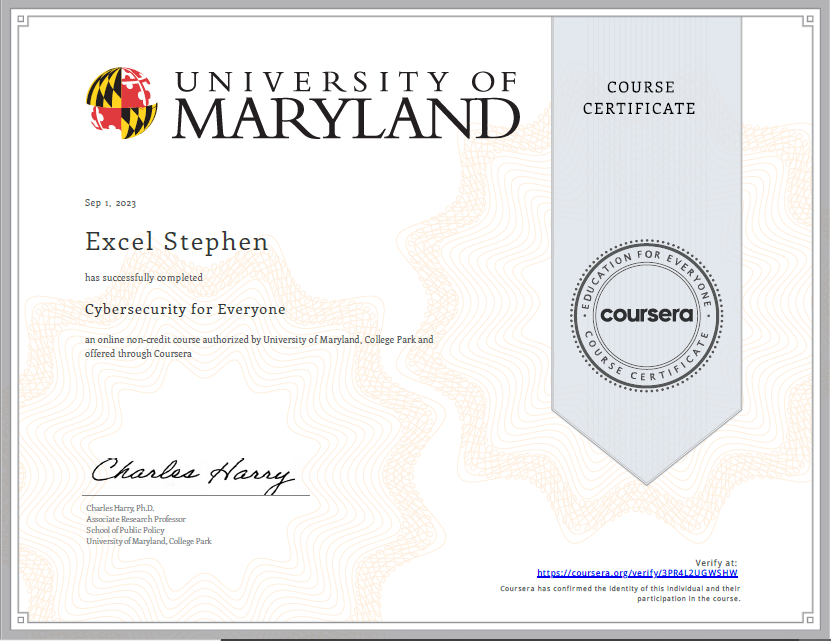 UNIVERSITY OF
MARYLAND
COURSE
CERTIFICATE
Sep 1, 2023
Excel Stephen
has successfully completed
Cybersecurity for Everyone
an online non-credit course authorized by University of Maryland, College Park and
offered through Coursera
EDUCATION FOR EVERYONE
coursera
COURSE CERTIFICATE
Charles Harry
Charles Harry, Ph.D.
Associate Research Professor
School of Public Policy
University of Maryland, College Park
Verify at:
https://coursera.org/verify/3PR4L2UGWSHW
Coursera has confirmed the identity of this individual and their
participation in the course.